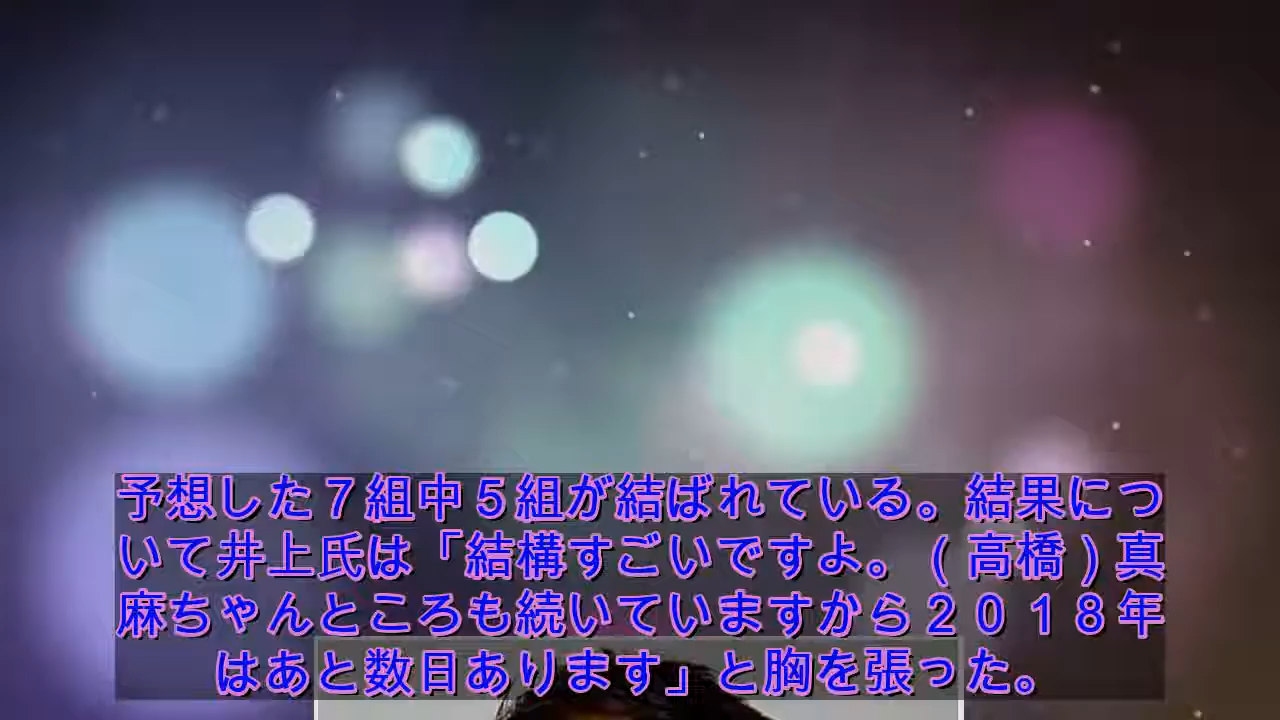 予想した７組中５組が結ばれている。結果につ
いて井上氏は「結構すごいですよ。（高橋）真
麻ちゃんところも続いていますから２０１８年
はあと数日あります」と胸を張った。